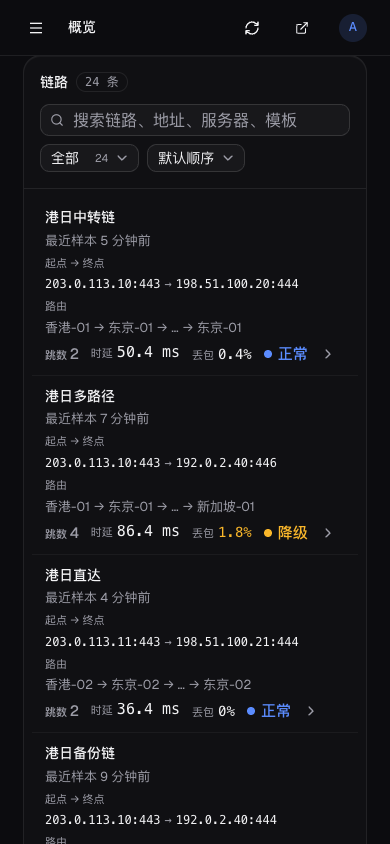 概览
A
链路 24 条
搜索链路、地址、服务器、模板
全部 24 默认顺序
港日中转链
最近样本 5 分钟前
起点 → 终点
203.0.113.10:443 → 198.51.100.20:444
路由
香港-01 → 东京-01 → … → 东京-01
跳数 2 时延 50.4 ms 丢包 0.4% 正常
港日多路径
最近样本 7 分钟前
起点 → 终点
203.0.113.10:443 → 192.0.2.40:446
路由
香港-01 → 东京-01 → … → 新加坡-01
跳数 4 时延 86.4 ms 丢包 1.8% 降级
港日直达
最近样本 4 分钟前
起点 → 终点
203.0.113.11:443 → 198.51.100.21:444
路由
香港-02 → 东京-02 → … → 东京-02
跳数 2 时延 36.4 ms 丢包 0% 正常
港日备份链
最近样本 9 分钟前
起点 → 终点
203.0.113.10:443 → 192.0.2.40:444
路由